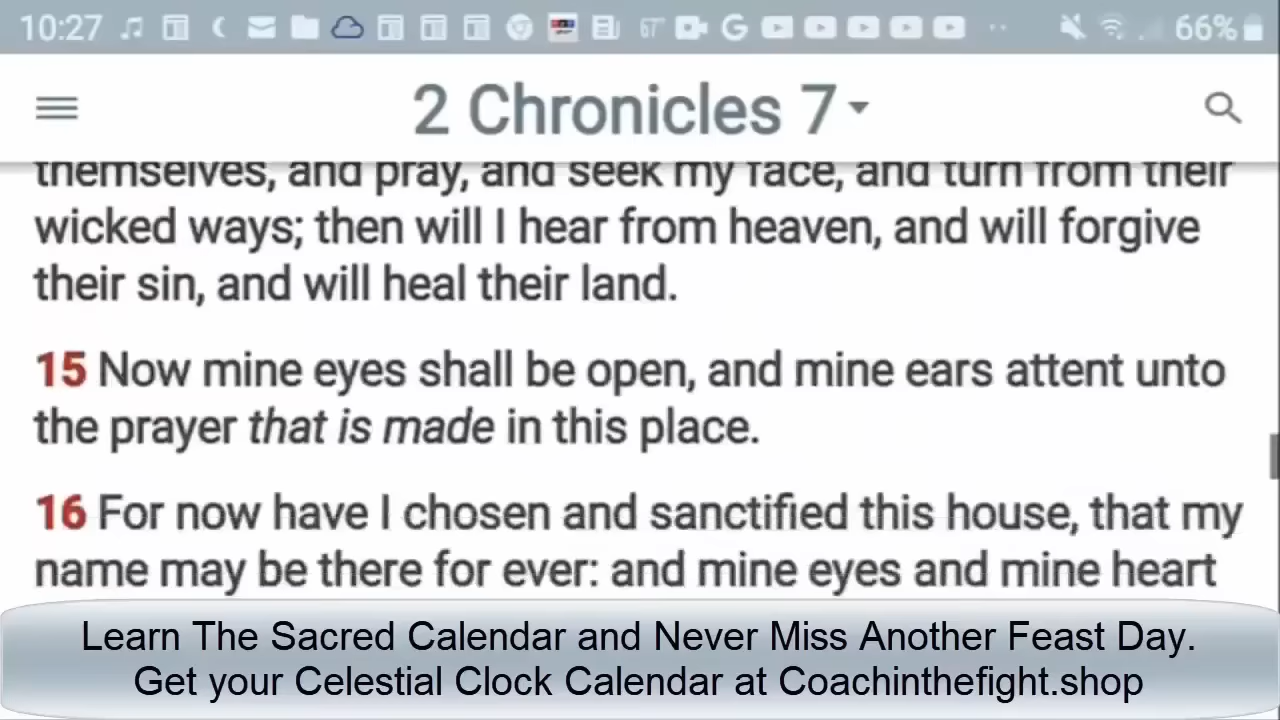 10:27 67° G 66%
2 Chronicles 7
themselves, and pray, and seek my face, and turn from their
wicked ways; then will I hear from heaven, and will forgive
their sin, and will heal their land.
15 Now mine eyes shall be open, and mine ears attent unto
the prayer that is made in this place.
16 For now have I chosen and sanctified this house, that my
name may be there for ever: and mine eyes and mine heart
Learn The Sacred Calendar and Never Miss Another Feast Day.
Get your Celestial Clock Calendar at Coachinthefight.shop